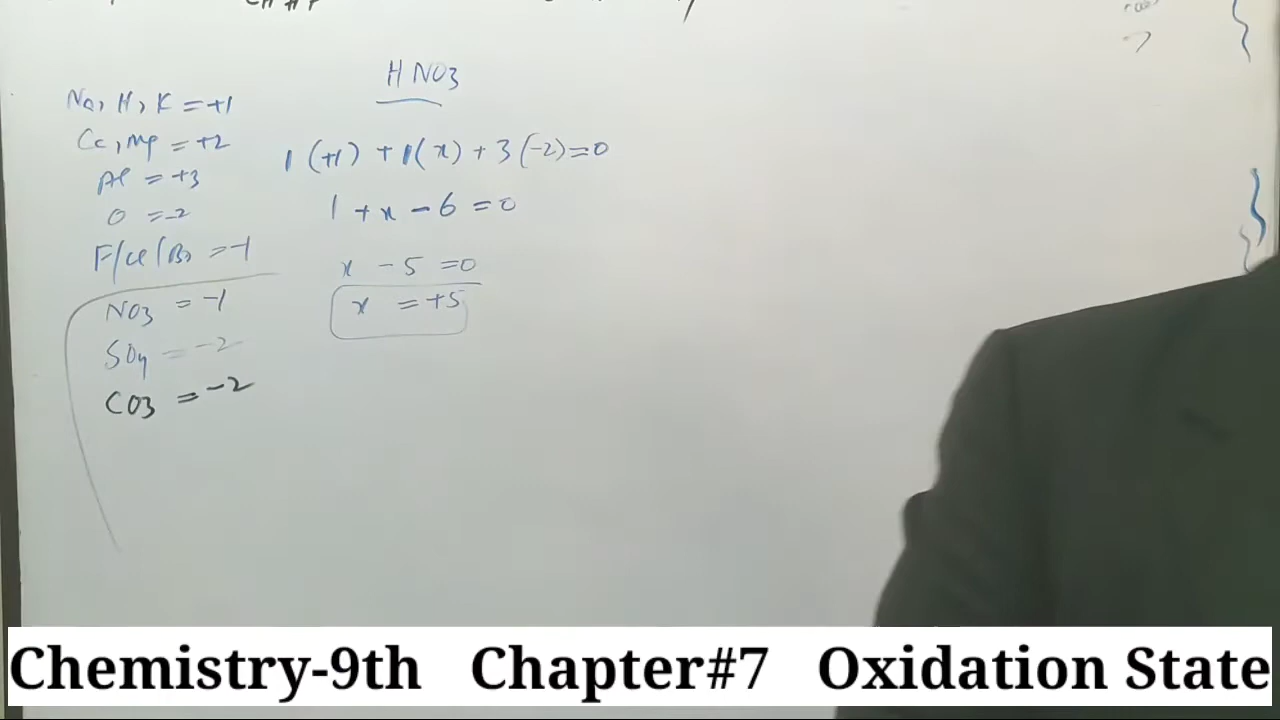 HNO3
Na, H, K = +1
Ca, Mg = +2
1 (+1) + 1(x) + 3 (-2) = 0
Al = +3
O = -2
1 + x - 6 = 0
F/Cl/Br = -1
x - 5 = 0
NO3 = -1
x = +5
SO4 = -2
CO3 = -2
Chemistry-9th Chapter#7 Oxidation State